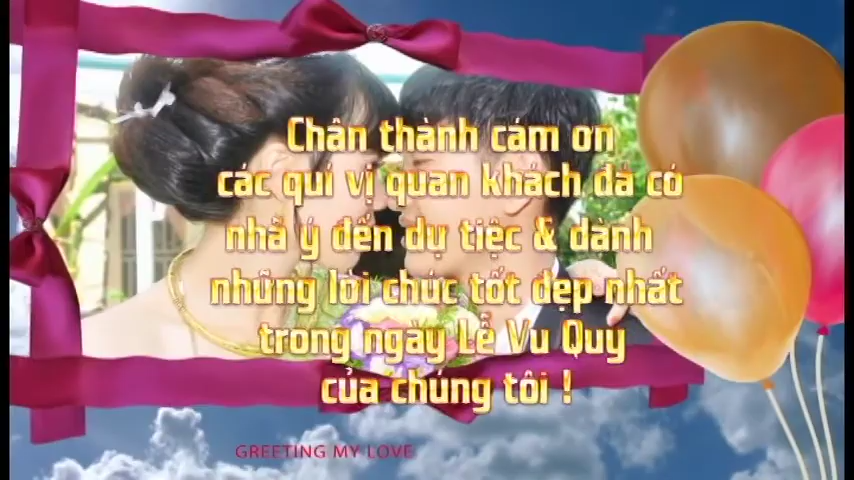 Chân thành cám ơn
các quí vị quan khách đã có
nhã ý đến dự tiệc & dành
những lời chúc tốt đẹp nhất
trong ngày Lễ Vu Quy
của chúng tôi !
GREETING MY LOVE